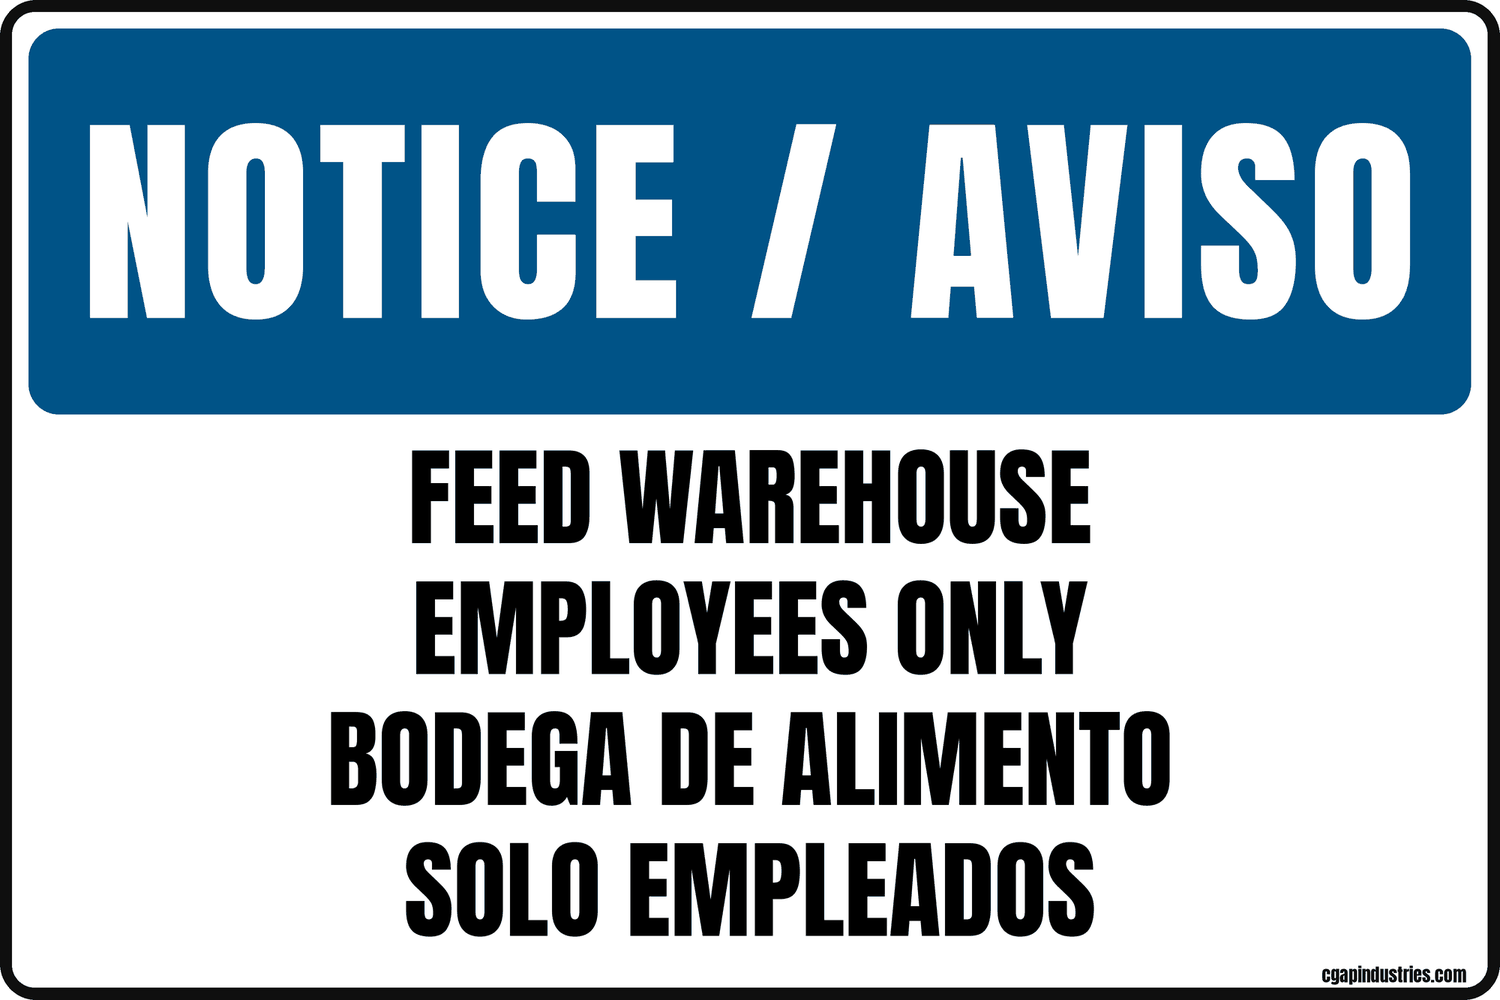 NOTICE / AVISO
FEED WAREHOUSE
EMPLOYEES ONLY
BODEGA DE ALIMENTO
SOLO EMPLEADOS
cgapindustries.com